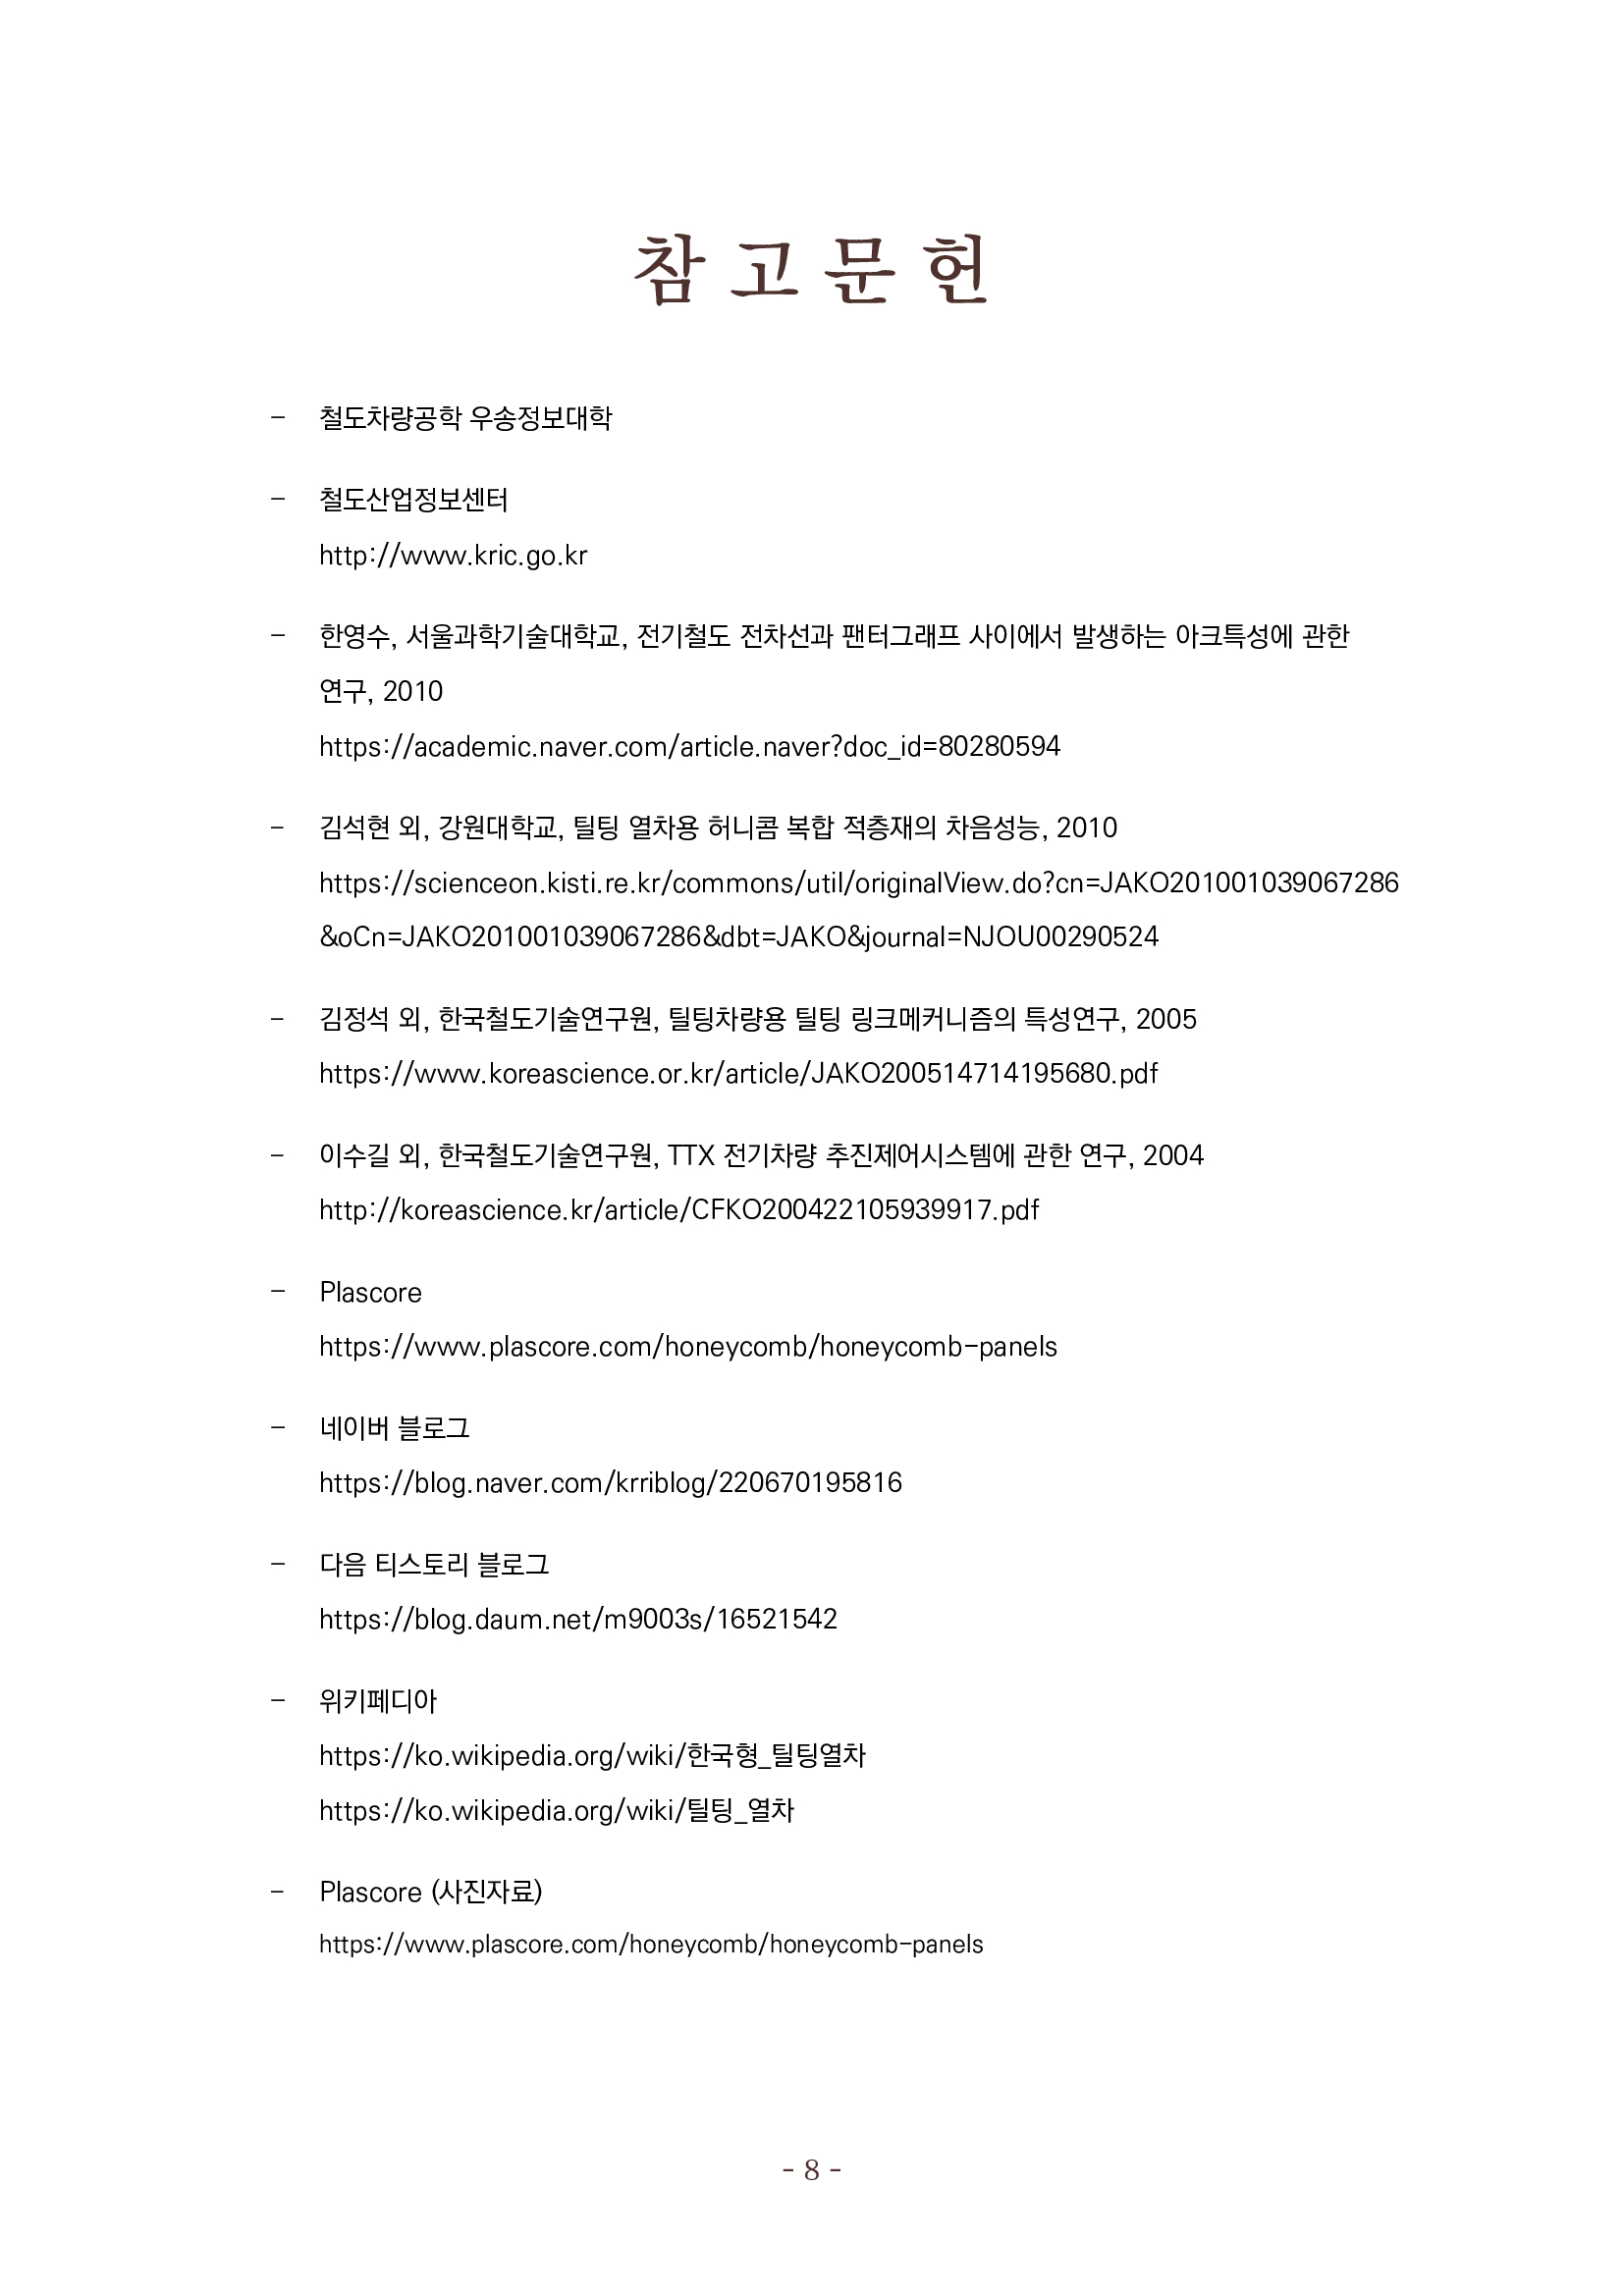 참고문헌
- 철도차량공학 우송정보대학
- 철도산업정보센터
http://www.kric.go.kr
- 한영수, 서울과학기술대학교, 전기철도 전차선과 팬터그래프 사이에서 발생하는 아크특성에 관한
연구, 2010
https://academic.naver.com/article.naver?doc_id=80280594
- 김석현 외, 강원대학교, 틸팅 열차용 허니콤 복합 적층재의 차음성능, 2010
https://scienceon.kisti.re.kr/commons/util/originalView.do?cn=JAKO201001039067286
&oCn=JAKO201001039067286&dbt=JAKO&journal=NJOU00290524
- 김정석 외, 한국철도기술연구원, 틸팅차량용 틸팅 링크메커니즘의 특성연구, 2005
https://www.koreascience.or.kr/article/JAKO200514714195680.pdf
- 이수길 외, 한국철도기술연구원, TTX 전기차량 추진제어시스템에 관한 연구, 2004
http://koreascience.kr/article/CFKO200422105939917.pdf
- Plascore
https://www.plascore.com/honeycomb/honeycomb-panels
- 네이버 블로그
https://blog.naver.com/krriblog/220670195816
- 다음 티스토리 블로그
https://blog.daum.net/m9003s/16521542
- 위키페디아
https://ko.wikipedia.org/wiki/한국형_틸팅열차
https://ko.wikipedia.org/wiki/틸팅_열차
- Plascore (사진자료)
https://www.plascore.com/honeycomb/honeycomb-panels
- 8 -